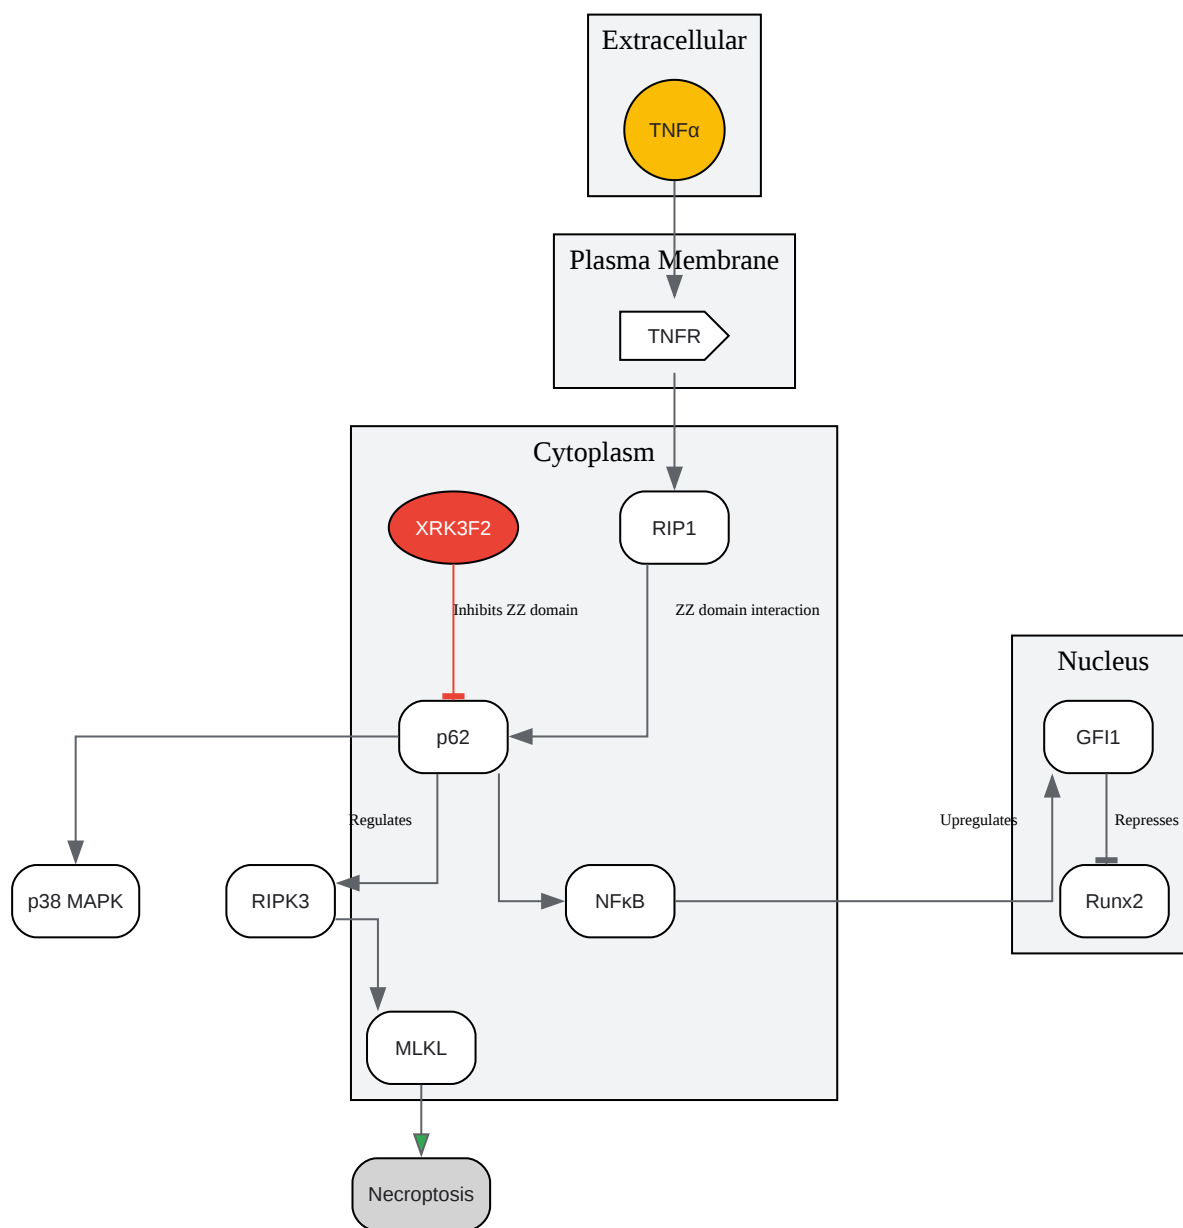 Extracellular
TNFα
Plasma Membrane
TNFR
Cytoplasm
XRK3F2
RIP1
Inhibits ZZ domain
ZZ domain interaction
Nucleus
p62
GFI1
Regulates
Upregulates
Represses
p38 MAPK
RIPK3
NFκB
Runx2
MLKL
Necroptosis